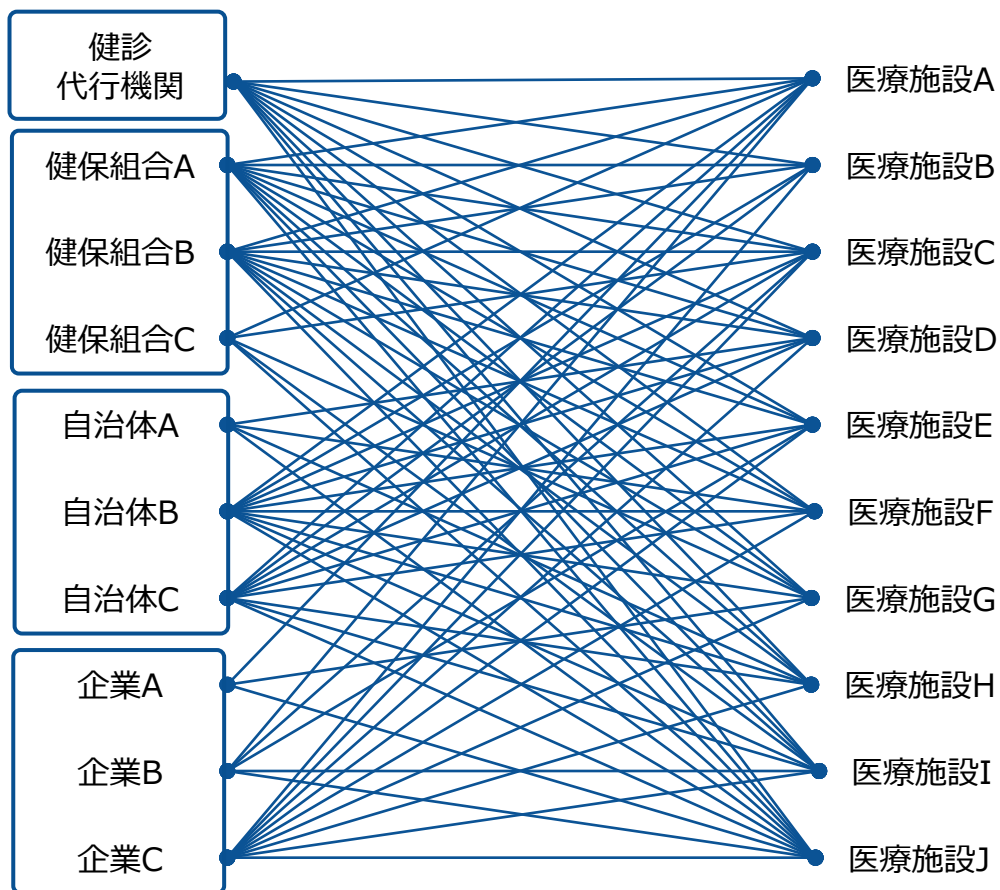 健診
代行機関
健保組合A
健保組合B
健保組合C
自治体A
自治体B
自治体C
企業A
企業B
企業C
医療施設A
医療施設B
医療施設C
医療施設D
医療施設E
医療施設F
医療施設G
医療施設H
医療施設I
医療施設J